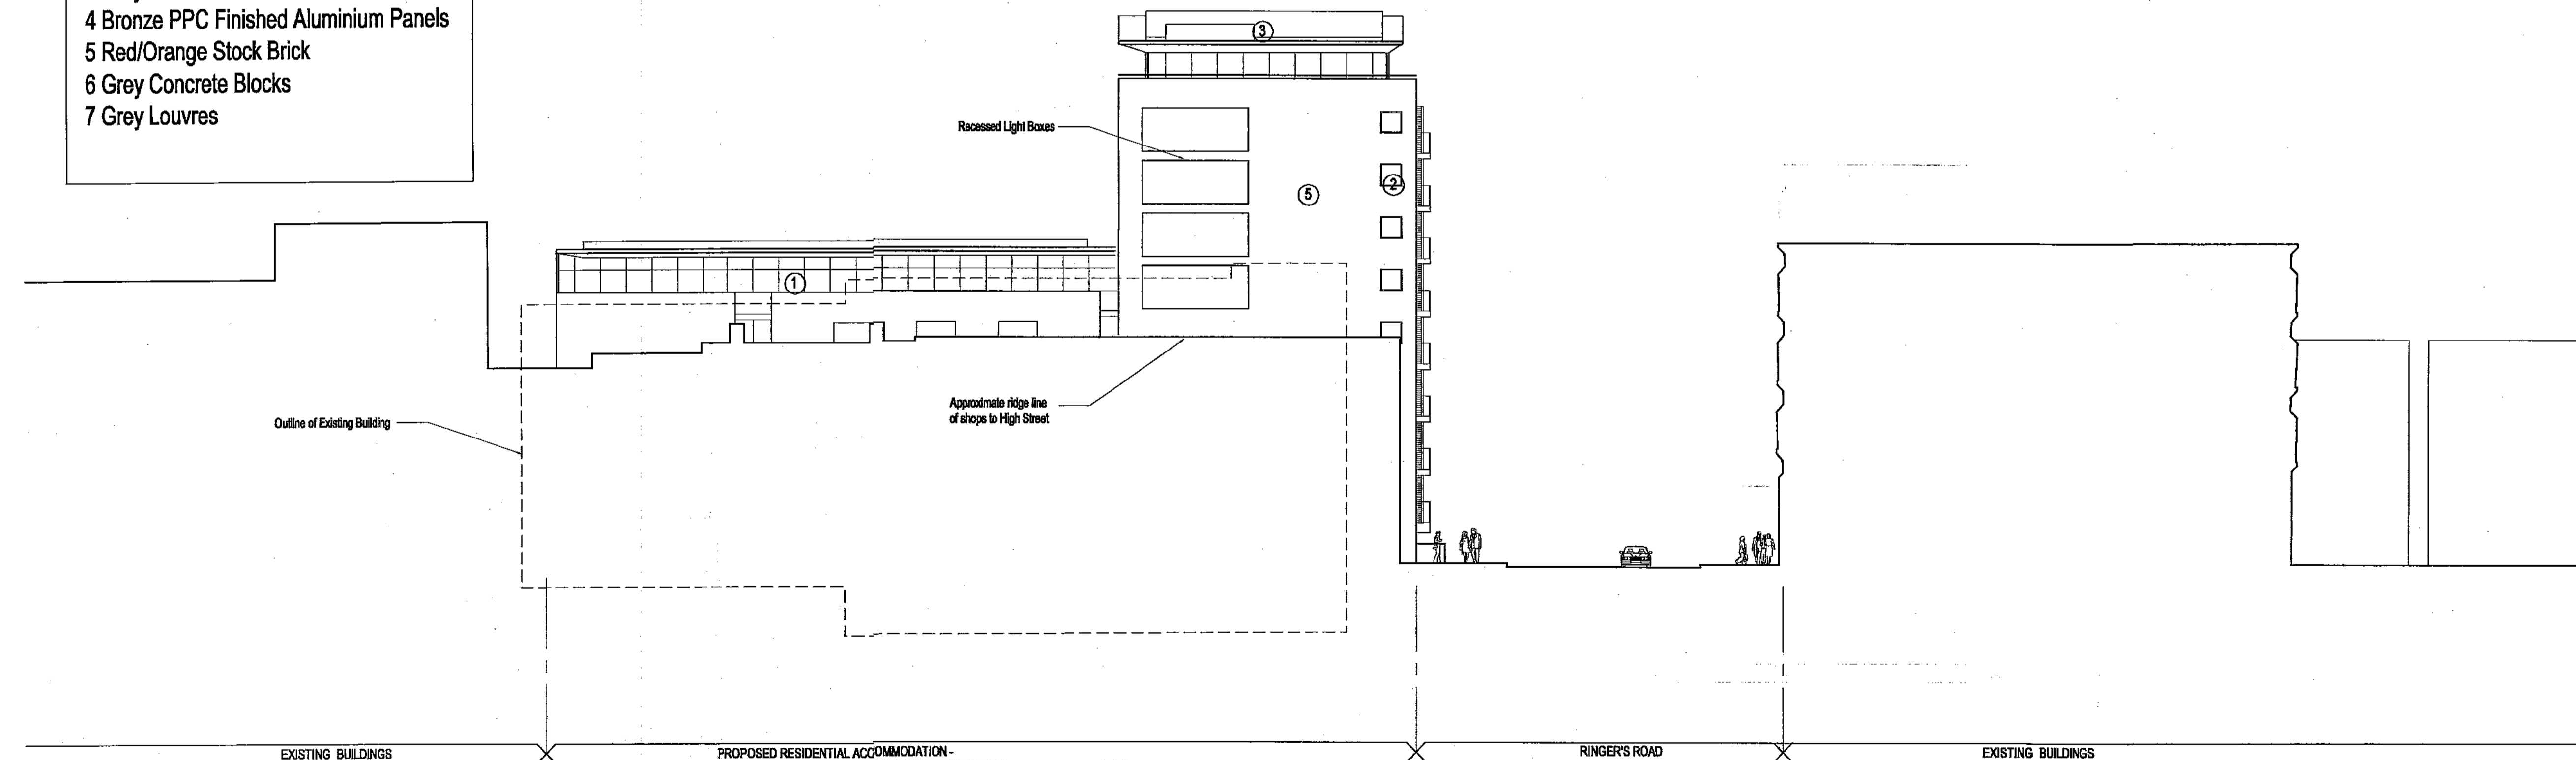 4 Bronze PPC Finished Aluminium Panels
5 Red/Orange Stock Brick
6 Grey Concrete Blocks
7 Grey Louvres
3
Recessed Light Boxes
5
2
1
Approximate ridge line
of shops to High Street
Outline of Existing Building
EXISTING BUILDINGS
PROPOSED RESIDENTIAL ACCOMMODATION -
RINGER'S ROAD
EXISTING BUILDINGS